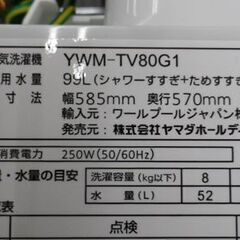 気洗濯機 YWM-TV80G1
用水量 99L(シャワーすすぎ+ためすすぎ
寸 法 幅585mm 奥行570mm
輸入元:ワールプールジャパン株
発売元:株式会社ヤマダホールデ
消費電力 250W(50/60Hz)
・水量の目安 洗濯容量(kg以下) 8
水 量 (L) 52
点検